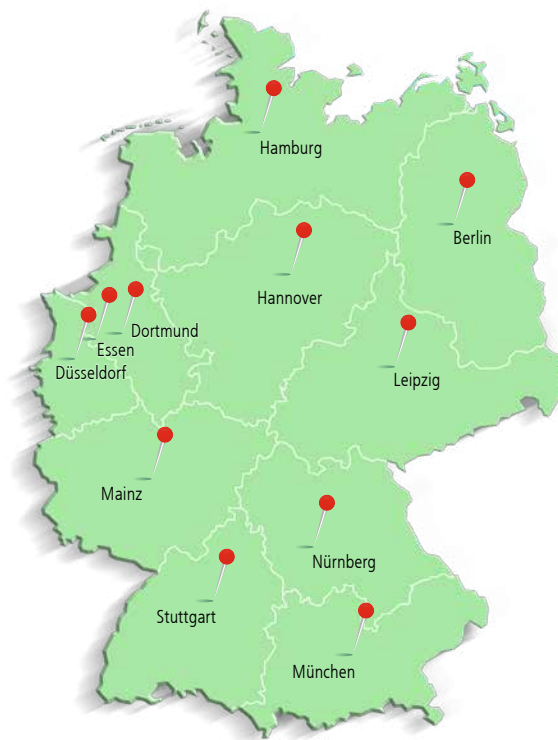 Hamburg
Berlin
Hannover
Dortmund
Essen
Düsseldorf
Leipzig
Mainz
Nürnberg
Stuttgart
München